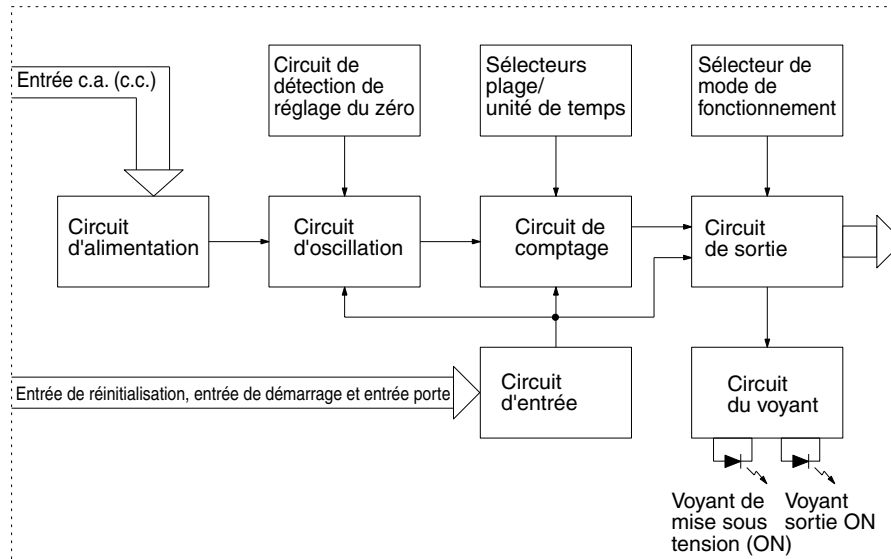 Entrée c.a. (c.c.)
Circuit de
détection de
réglage du zéro
Sélecteurs
plage/
unité de temps
Sélecteur de
mode de
fonctionnement
Circuit
d'alimentation
Circuit
d'oscillation
Circuit de
comptage
Circuit
de sortie
Entrée de réinitialisation, entrée de démarrage et entrée porte
Circuit
d'entrée
Circuit
du voyant
Voyant de
mise sous
tension (ON)
Voyant
sortie ON